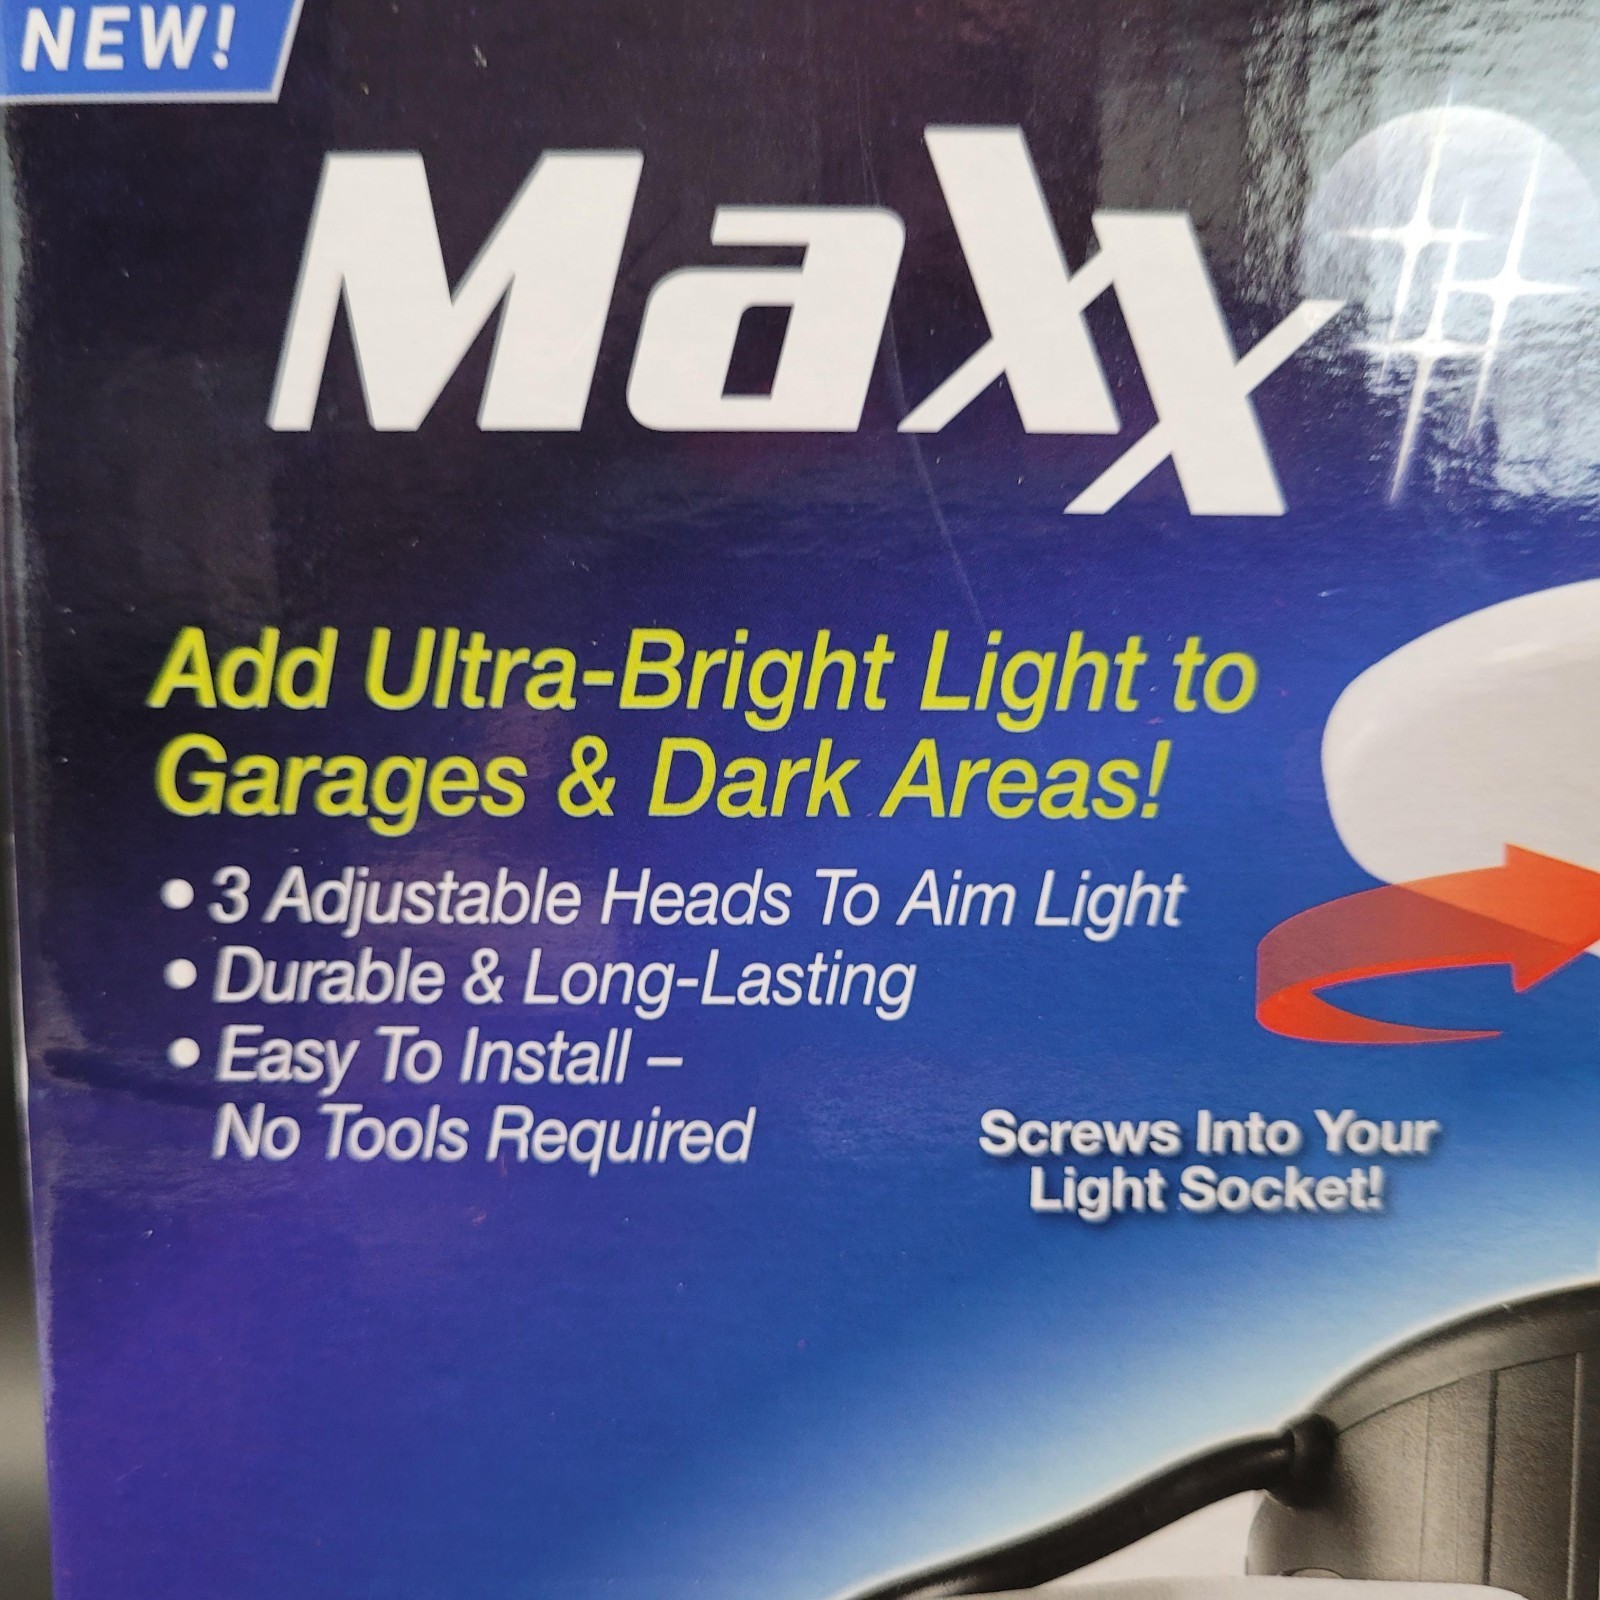 NEW!
MaXX
Add Ultra-Bright Light to
Garages & Dark Areas!
• 3 Adjustable Heads To Aim Light
• Durable & Long-Lasting
• Easy To Install –
No Tools Required
Screws Into Your
Light Socket!